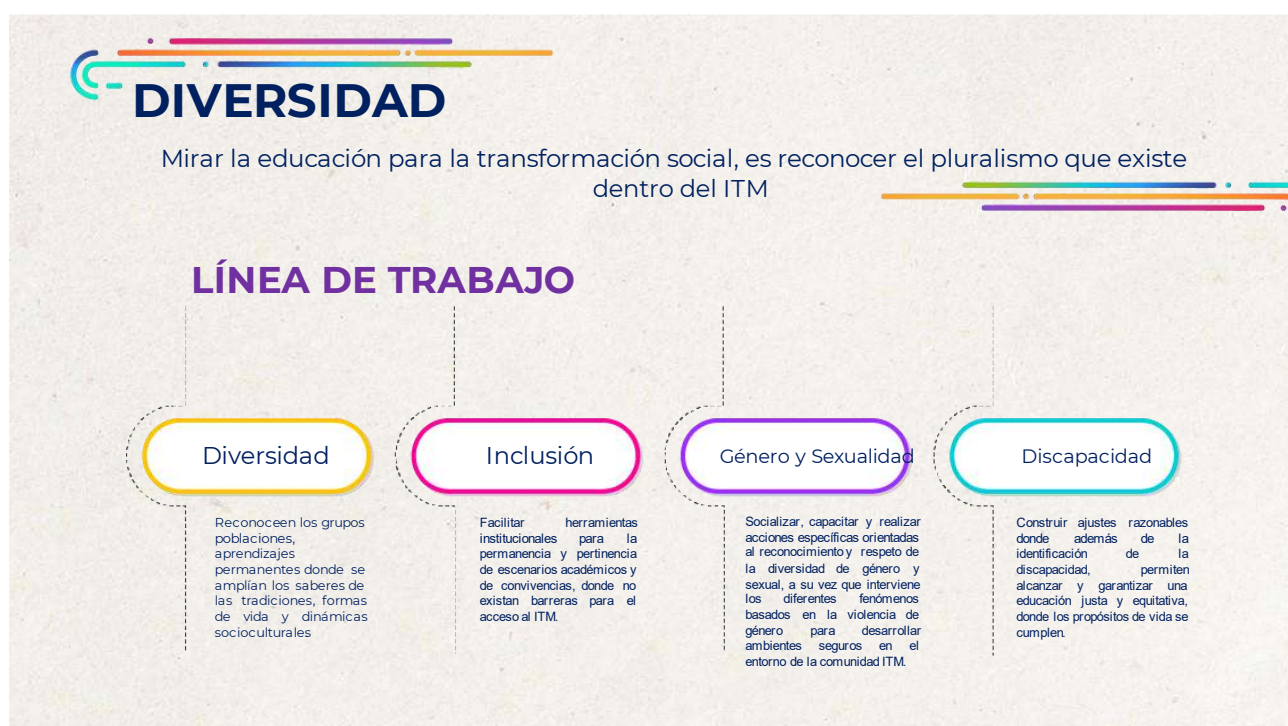 DIVERSIDAD
Mirar la educación para la transformación social, es reconocer el pluralismo que existe
dentro del ITM
LÍNEA DE TRABAJO
Diversidad
Reconoceen los grupos
poblaciones,
aprendizajes
permanentes donde se
amplían los saberes de
las tradiciones, formas
de vida y dinámicas
socioculturales
Inclusión
Facilitar herramientas
institucionales para la
permanencia y pertinencia
de escenarios académicos y
de convivencias, donde no
existan barreras para el
acceso al ITM.
Género y Sexualidad
Socializar, capacitar y realizar
acciones específicas orientadas
al reconocimiento y respeto de
la diversidad de género y
sexual, a su vez que interviene
los diferentes fenómenos
basados en la violencia de
género para desarrollar
ambientes seguros en el
entorno de la comunidad ITM.
Discapacidad
Construir ajustes razonables
donde además de la
identificación de la
discapacidad, permiten
alcanzar y garantizar una
educación justa y equitativa,
donde los propósitos de vida se
cumplen.